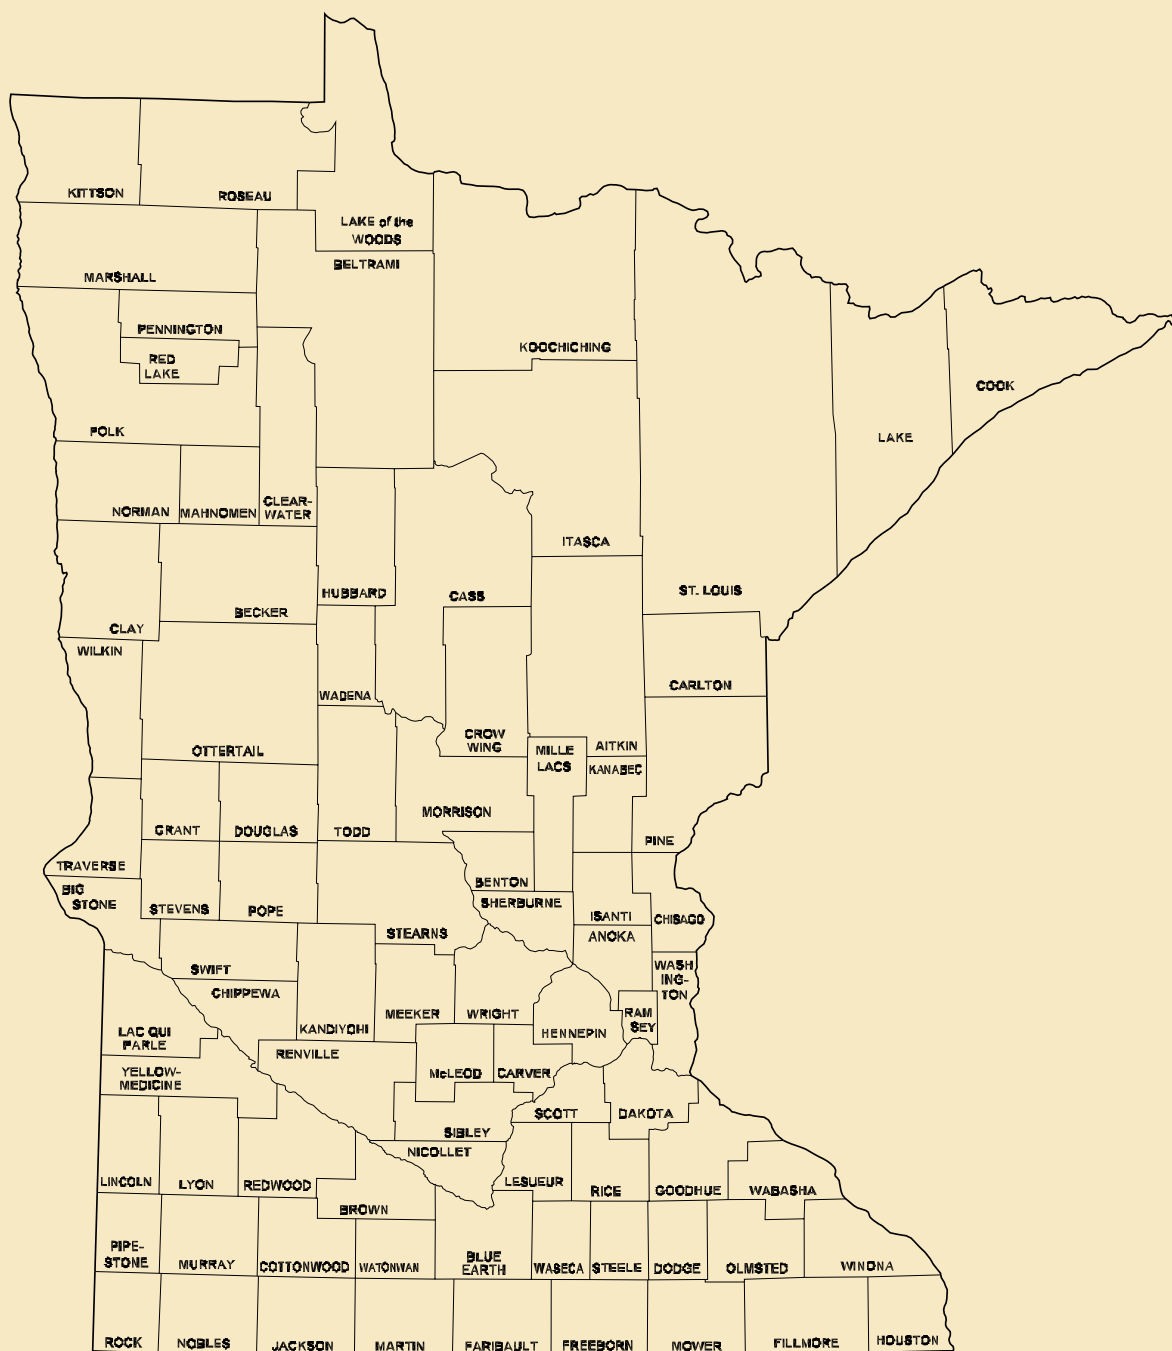 KITTSON
ROSEAU
LAKE of the
WOODS
BELTRAMI
MARSHALL
PENNINGTON
RED
LAKE
KOOCHICHING
COOK
POLK
LAKE
NORMAN
MAHNOMEN
CLEAR-
WATER
ITASCA
HUBBARD
CASS
ST. LOUIS
BECKER
CLAY
WILKIN
CARLTON
WADENA
OTTERTAIL
CROW
WING
MILLE
LACS
AITKIN
KANABEC
GRANT
DOUGLAS
TODD
MORRISON
PINE
TRAVERSE
BIG
STONE
STEVENS
POPE
BENTON
SHERBURNE
STEARNS
ISANTI
CHISAGO
ANOKA
SWIFT
WASH
ING-
TON
CHIPPEWA
KANDIYOHI
MEEKER
WRIGHT
HENNEPIN
RAM
SEY
LAC QUI
PARLE
RENVILLE
YELLOW-
MEDICINE
McLEOD
CARVER
SCOTT
DAKOTA
SIBLEY
NICOLLET
LINCOLN
LYON
REDWOOD
LESUEUR
RICE
GOODHUE
WABASHA
BROWN
PIPE-
STONE
MURRAY
COTTONWOOD
WATONWAN
BLUE
EARTH
WASECA
STEELE
DODGE
OLMSTED
WINONA
ROCK
NOBLES
JACKSON
MARTIN
FARIBAULT
FREEBORN
MOWER
FILLMORE
HOUSTON